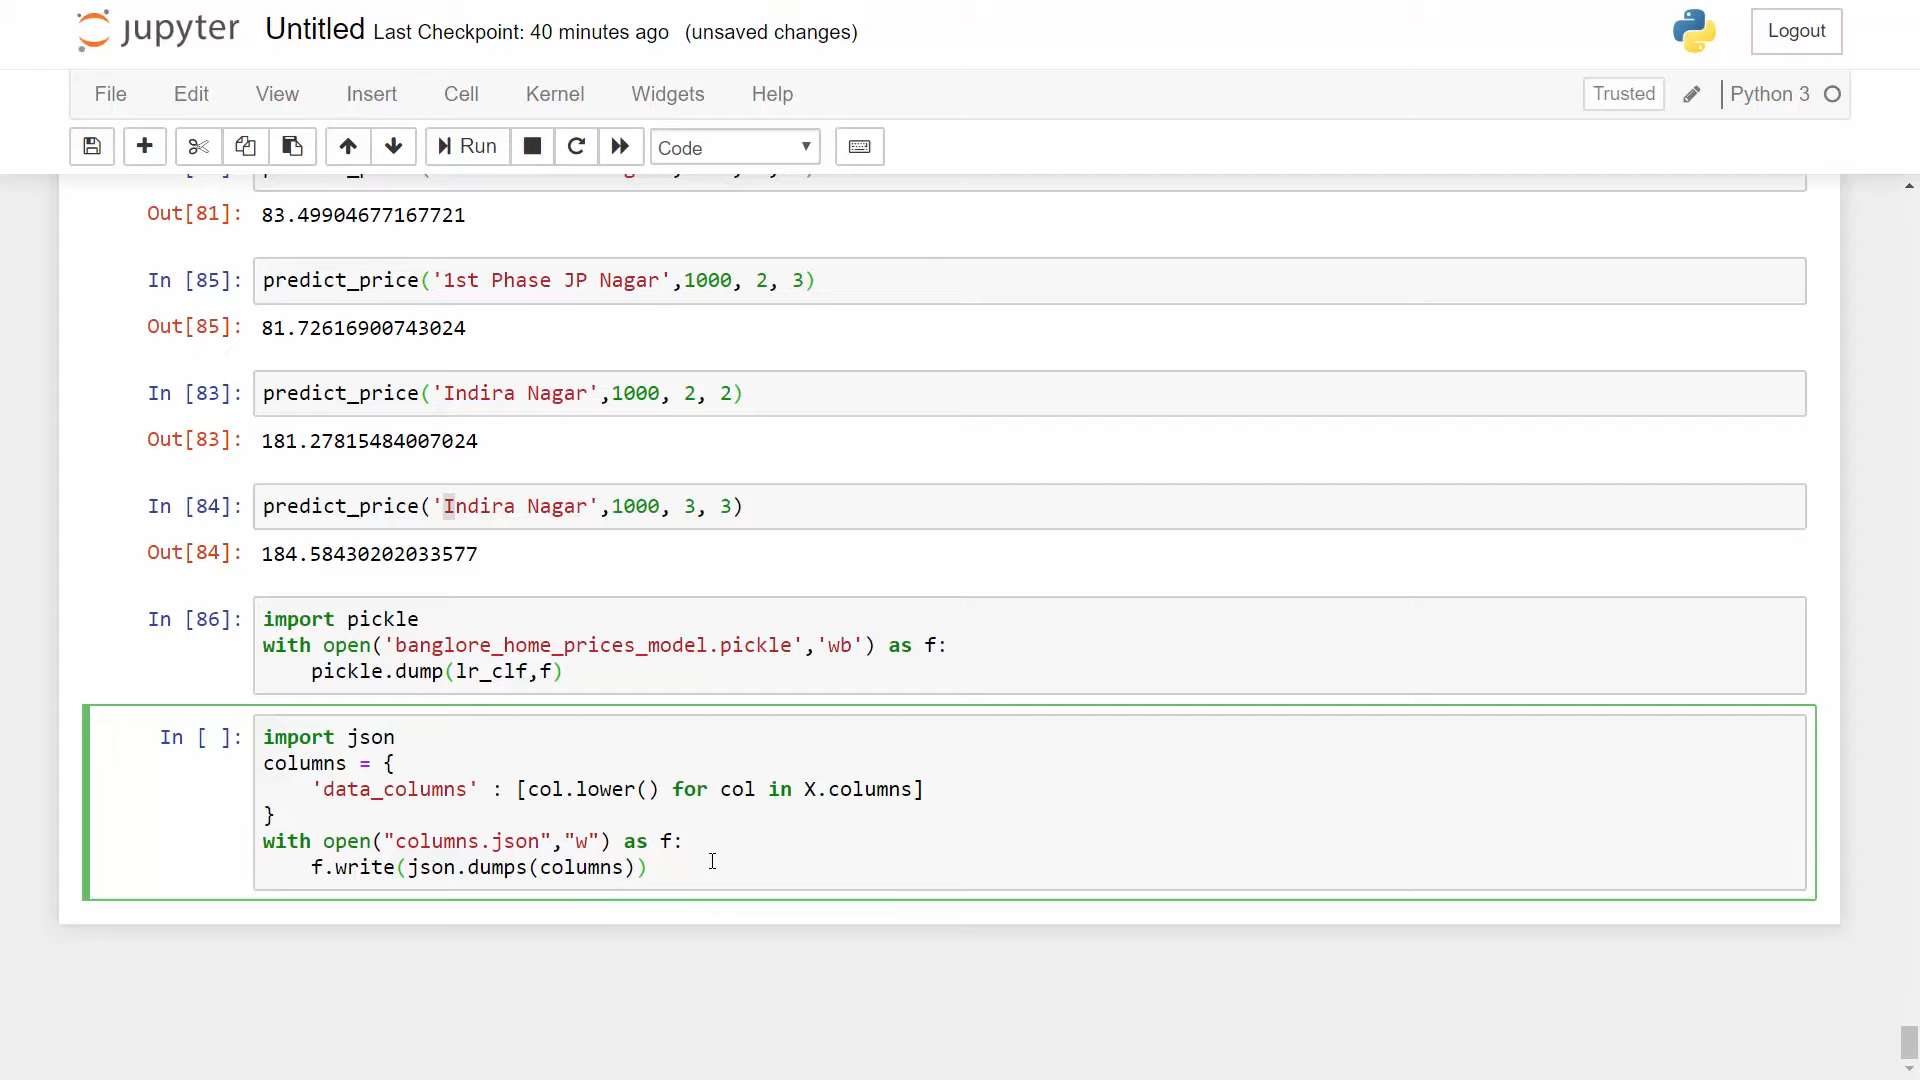 jupyter Untitled Last Checkpoint: 40 minutes ago (unsaved changes) Logout
File Edit View Insert Cell Kernel Widgets Help Trusted Python 3
Run Code
Out[81]: 83.49904677167721
In [85]: predict_price('1st Phase JP Nagar',1000, 2, 3)
Out[85]: 81.72616900743024
In [83]: predict_price('Indira Nagar',1000, 2, 2)
Out[83]: 181.27815484007024
In [84]: predict_price('Indira Nagar',1000, 3, 3)
Out[84]: 184.58430202033577
In [86]: import pickle
with open('banglore_home_prices_model.pickle','wb') as f:
    pickle.dump(lr_clf,f)
In [ ]: import json
columns = {
    'data_columns' : [col.lower() for col in X.columns]
}
with open("columns.json","w") as f:
    f.write(json.dumps(columns))